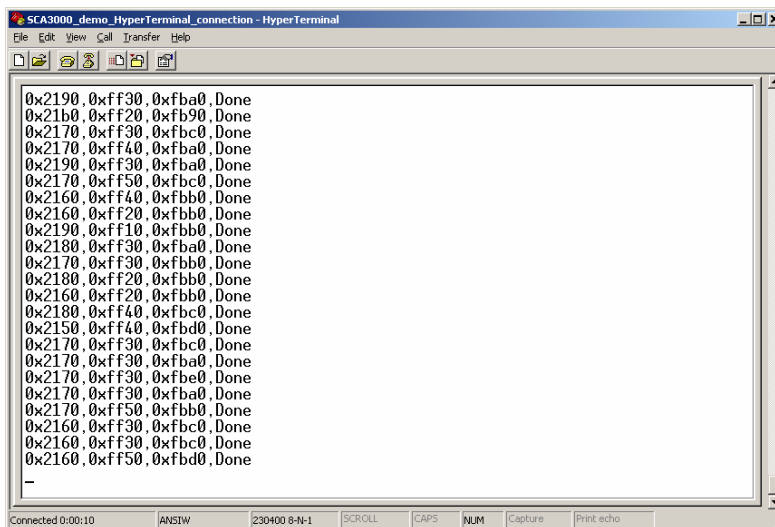 SCA3000_demo_HyperTerminal_connection - HyperTerminal
File Edit View Call Transfer Help
0x2190,0xff30,0xfba0,Done
0x21b0,0xff20,0xfb90,Done
0x2170,0xff30,0xfbc0,Done
0x2170,0xff40,0xfba0,Done
0x2190,0xff30,0xfba0,Done
0x2170,0xff50,0xfbc0,Done
0x2160,0xff40,0xfbb0,Done
0x2160,0xff20,0xfbb0,Done
0x2190,0xff10,0xfbb0,Done
0x2180,0xff30,0xfba0,Done
0x2170,0xff30,0xfbb0,Done
0x2180,0xff20,0xfbb0,Done
0x2160,0xff20,0xfbb0,Done
0x2180,0xff40,0xfbc0,Done
0x2150,0xff40,0xfbd0,Done
0x2170,0xff30,0xfbc0,Done
0x2170,0xff30,0xfba0,Done
0x2170,0xff30,0xfbe0,Done
0x2170,0xff30,0xfba0,Done
0x2170,0xff50,0xfbb0,Done
0x2160,0xff30,0xfbc0,Done
0x2160,0xff30,0xfbc0,Done
0x2160,0xff50,0xfbd0,Done
_
Connected 0:00:10 ANSIW 230400 8-N-1 SCROLL CAPS NUM Capture Print echo